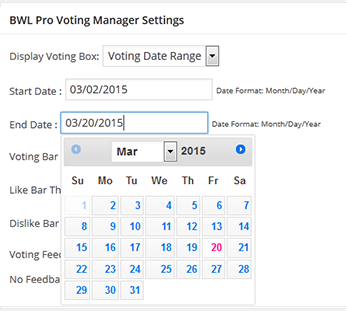 BWL Pro Voting Manager Settings
Display Voting Box: Voting Date Range
Start Date : 03/02/2015 Date Format: Month/Day/Year
End Date : 03/20/2015 Date Format: Month/Day/Year
Mar 2015
Voting Bar
Su Mo Tu We Th Fr Sa
Like Bar Th
1 2 3 4 5 6 7
Dislike Bar
8 9 10 11 12 13 14
15 16 17 18 19 20 21
Voting Feed
22 23 24 25 26 27 28
No Feedba
29 30 31